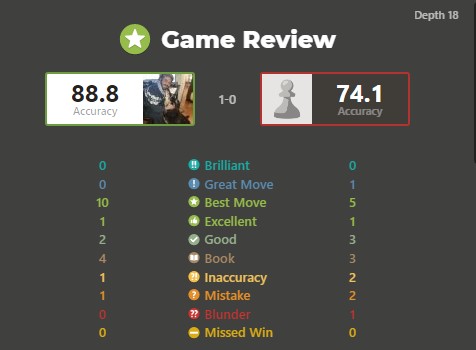 Depth 18
Game Review
88.8
Accuracy
1-0
74.1
Accuracy
0 !! Brilliant 0
0 ! Great Move 1
10 Best Move 5
1 Excellent 1
2 Good 3
4 Book 3
1 ?! Inaccuracy 2
1 ? Mistake 2
0 ?? Blunder 1
0 Missed Win 0